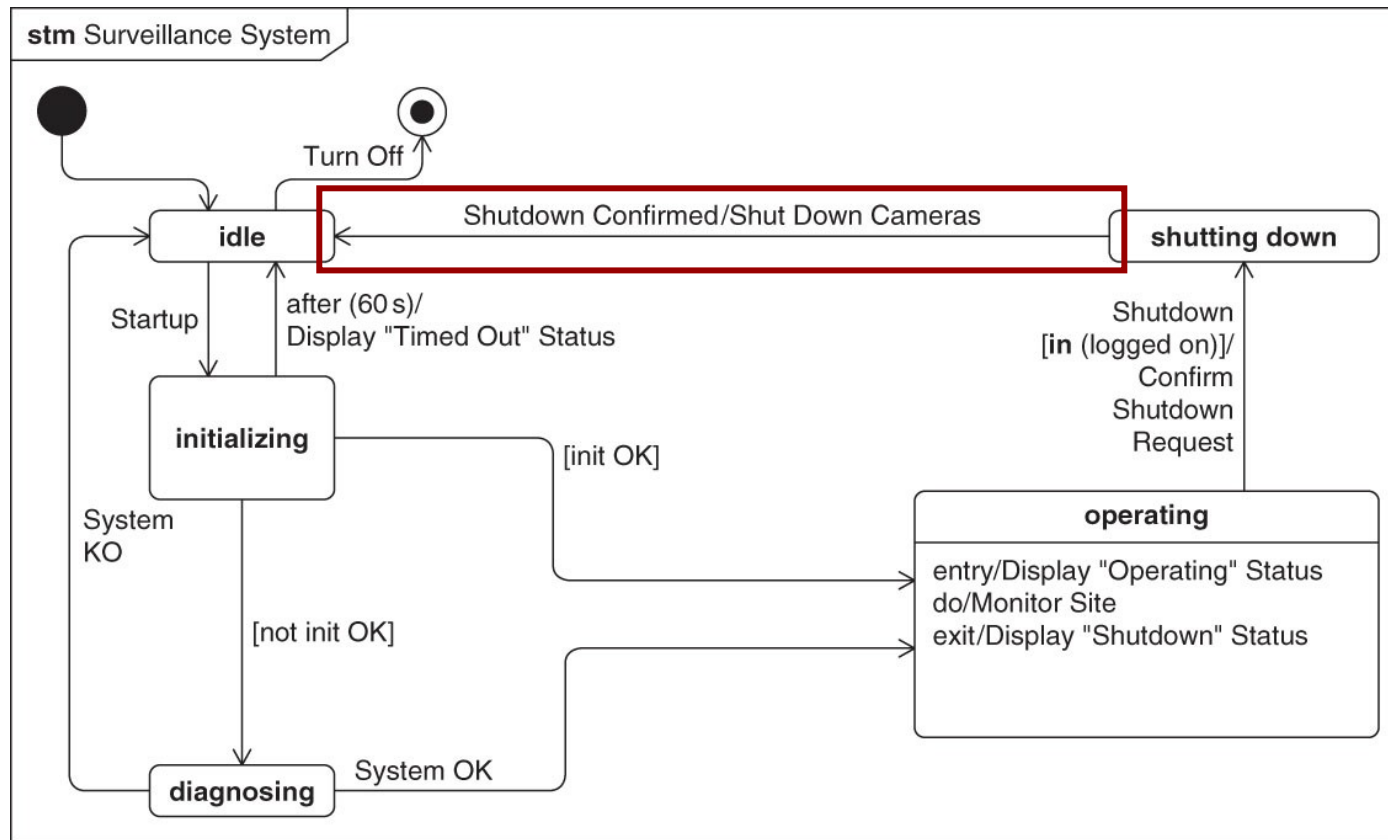 stm Surveillance System
Turn Off
idle
Shutdown Confirmed/Shut Down Cameras
shutting down
Startup
after (60 s)/
Display "Timed Out" Status
Shutdown
[in (logged on)]/
Confirm
Shutdown
Request
initializing
[init OK]
System
KO
[not init OK]
operating
entry/Display "Operating" Status
do/Monitor Site
exit/Display "Shutdown" Status
diagnosing
System OK